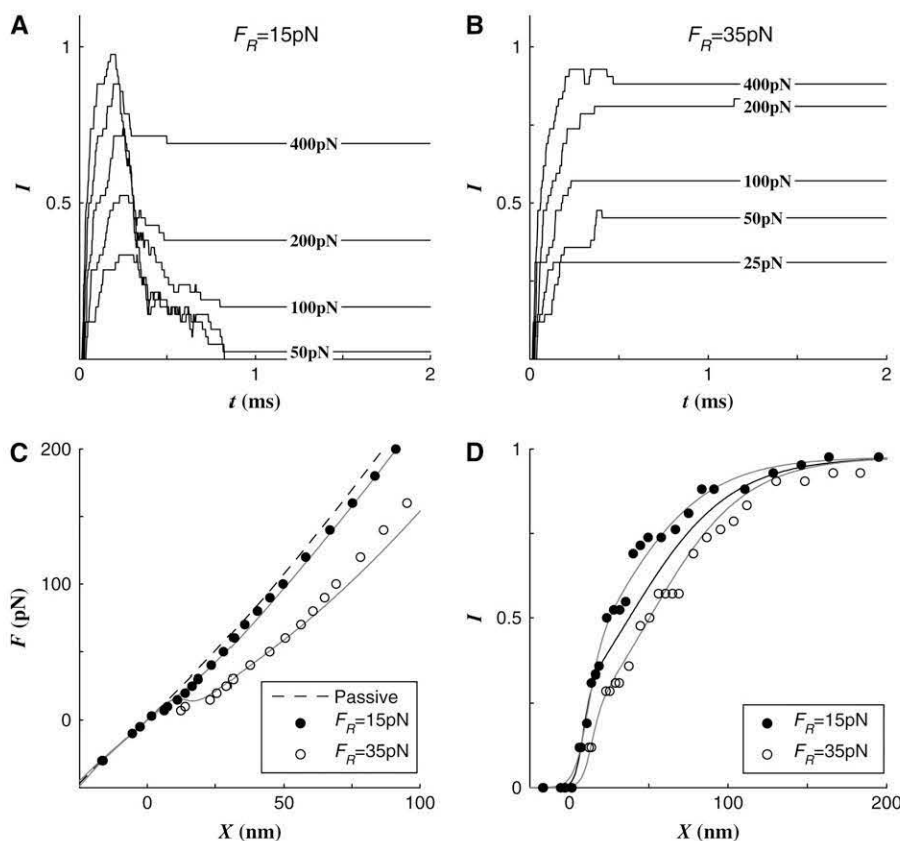 A
F_R=15pN
1
I
0.5
400pN
200pN
100pN
50pN
0
1
2
t (ms)
B
F_R=35pN
1
I
0.5
400pN
200pN
100pN
50pN
25pN
0
1
2
t (ms)
C
200
F (pN)
100
0
Passive
F_R=15pN
F_R=35pN
0
50
100
X (nm)
D
1
I
0.5
0
F_R=15pN
F_R=35pN
0
100
200
X (nm)